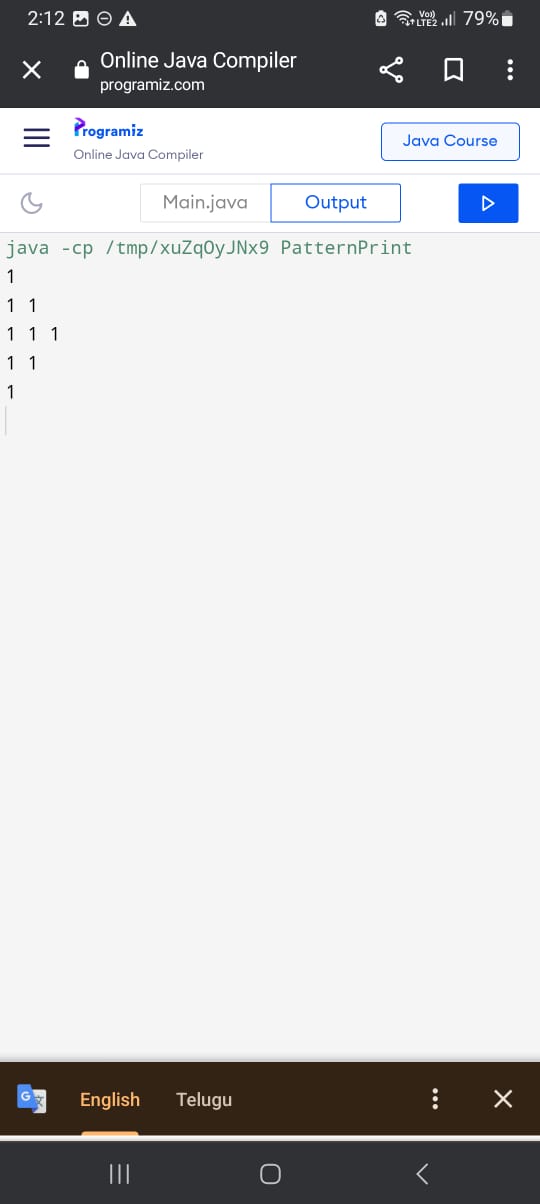 2:12 Vo) LTE2 79%
Online Java Compiler
programiz.com
Programiz
Online Java Compiler
Java Course
Main.java Output
java -cp /tmp/xuZqOyJNx9 PatternPrint
1
1 1
1 1 1
1 1
1
G 文 English Telugu